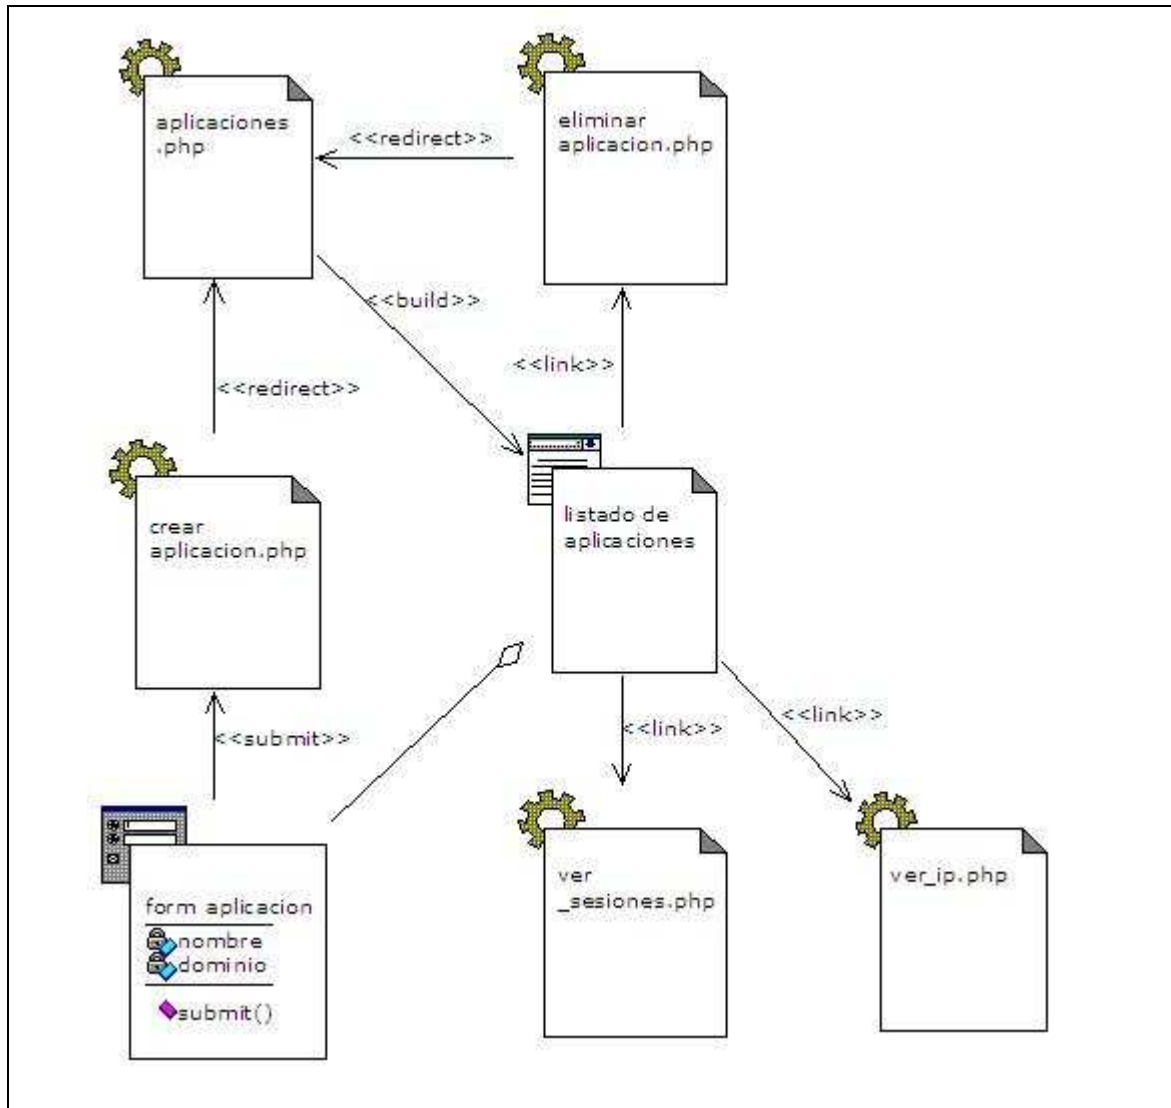 aplicaciones
.php
eliminar
aplicacion.php
<<redirect>>
<<build>>
<<link>>
<<redirect>>
crear
aplicacion.php
listado de
aplicaciones
<<submit>>
<<link>>
<<link>>
form aplicacion
nombre
dominio
submit()
ver
_sesiones.php
ver_ip.php